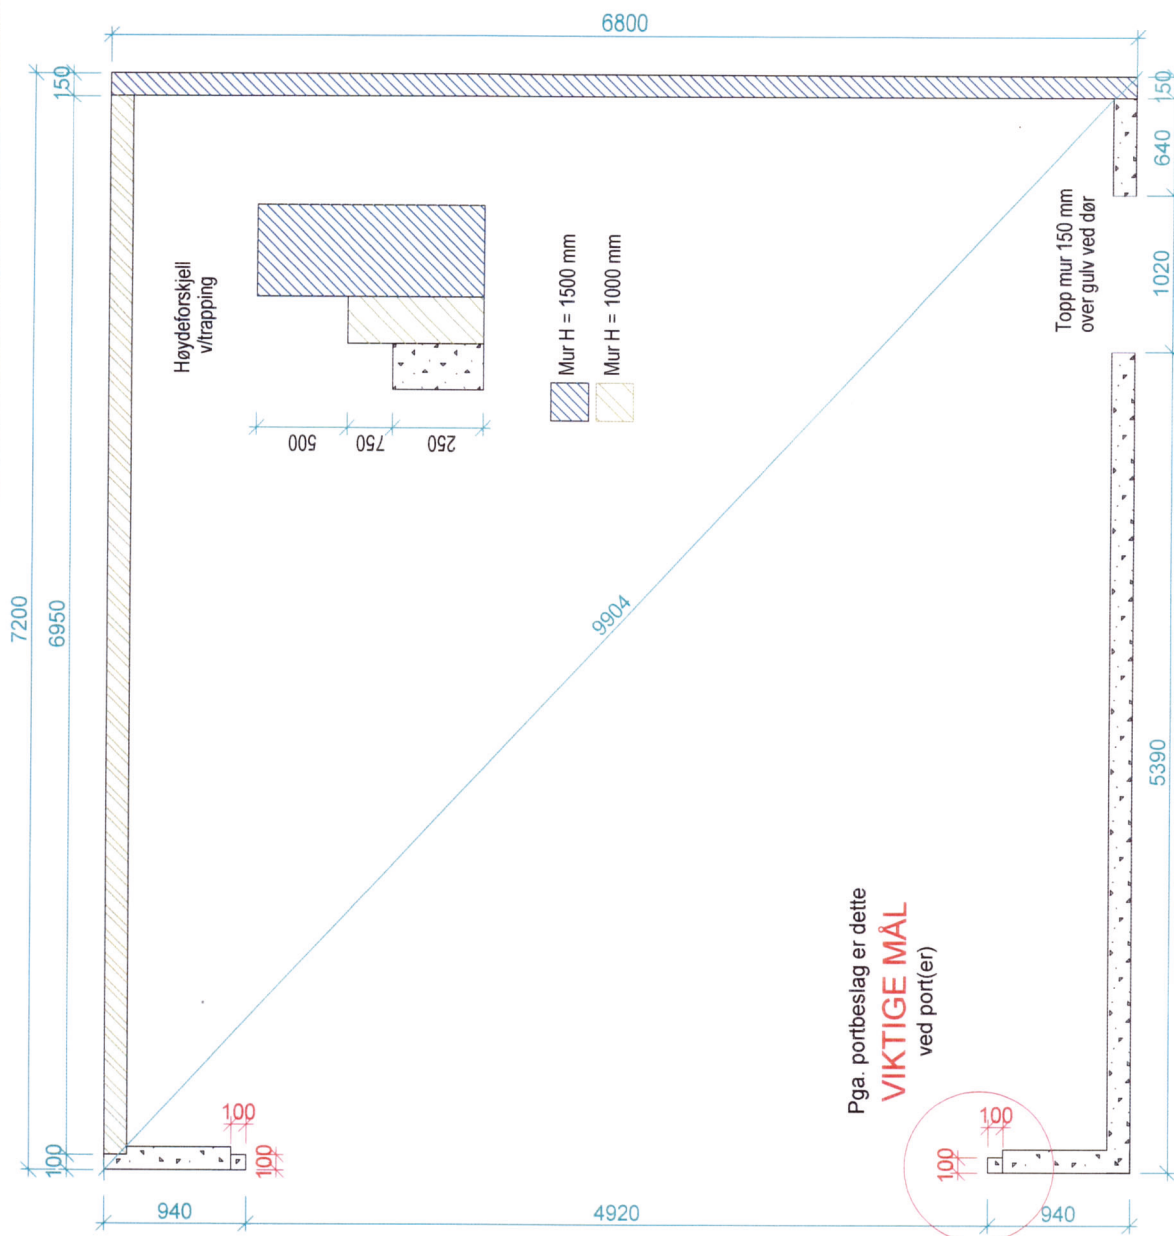 6800
150
7200
6950
100
150
640
1020
5390
Høydeforskjell
v/trapping
500
750
250
Mur H = 1500 mm
Mur H = 1000 mm
Topp mur 150 mm
over gulv ved dør
9904
Pga. portbeslag er dette
VIKTIGE MÅL
ved port(er)
100
100
100
100
940
4920
940